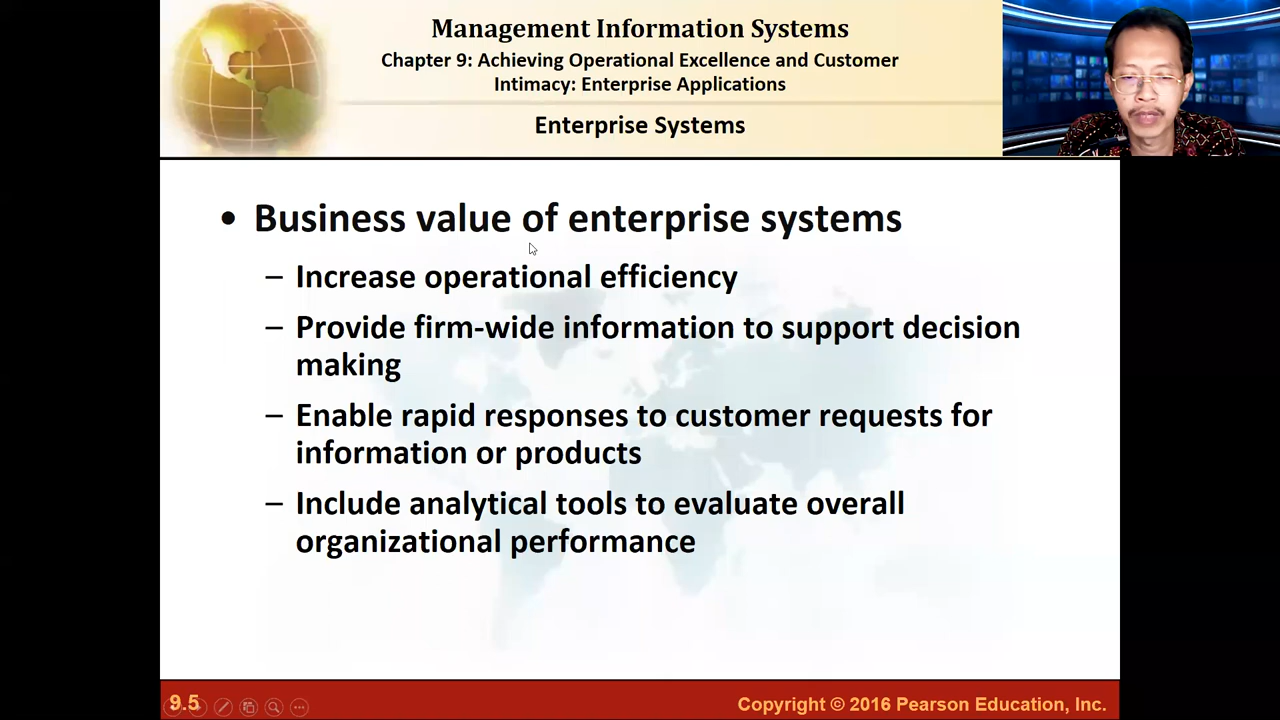 Management Information Systems
Chapter 9: Achieving Operational Excellence and Customer
Intimacy: Enterprise Applications
Enterprise Systems
• Business value of enterprise systems
– Increase operational efficiency
– Provide firm-wide information to support decision
making
– Enable rapid responses to customer requests for
information or products
– Include analytical tools to evaluate overall
organizational performance
9.5
Copyright © 2016 Pearson Education, Inc.